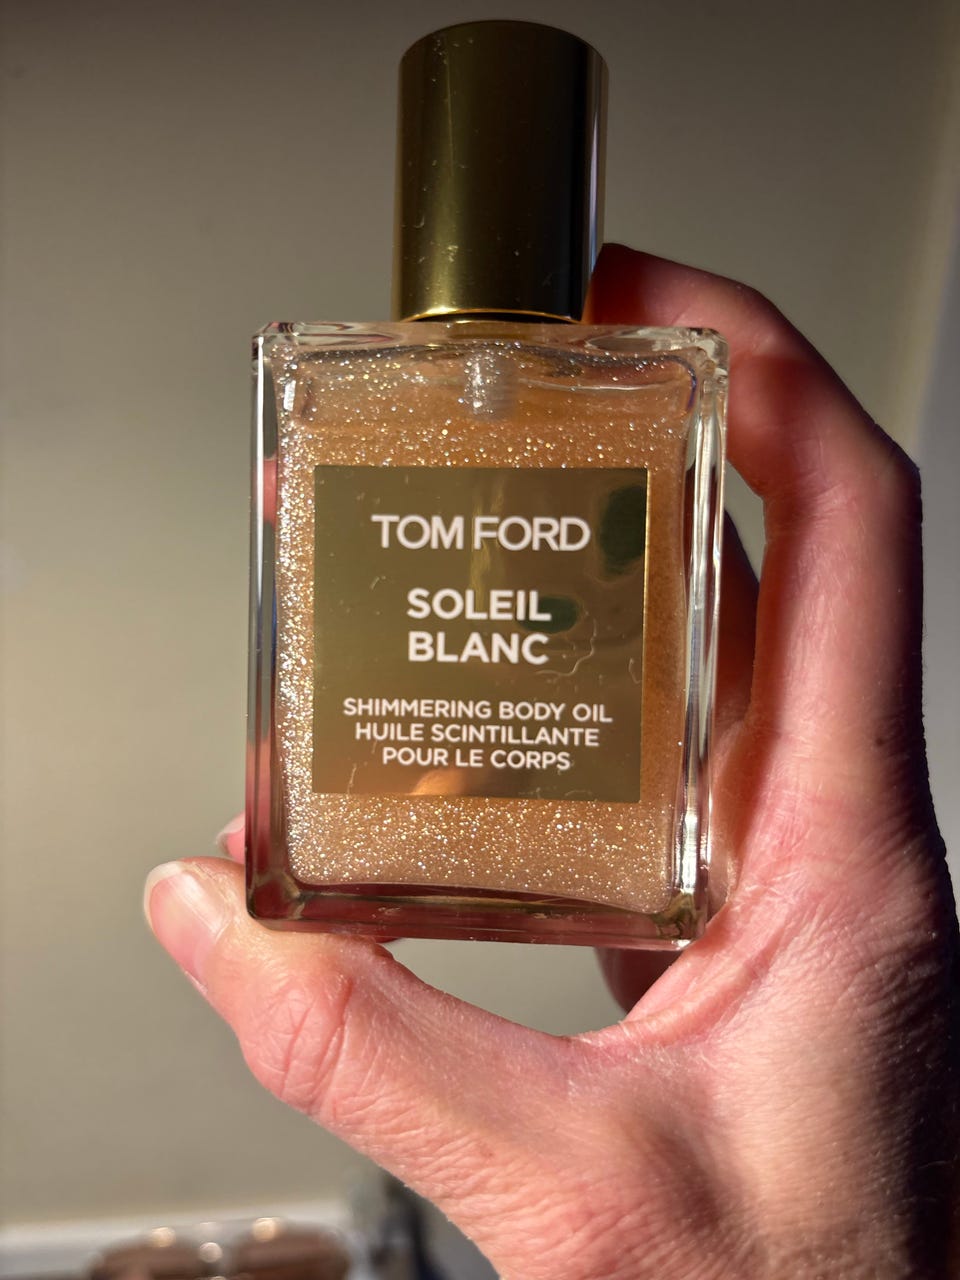 TOM FORD
SOLEIL
BLANC
SHIMMERING BODY OIL
HUILE SCINTILLANTE
POUR LE CORPS